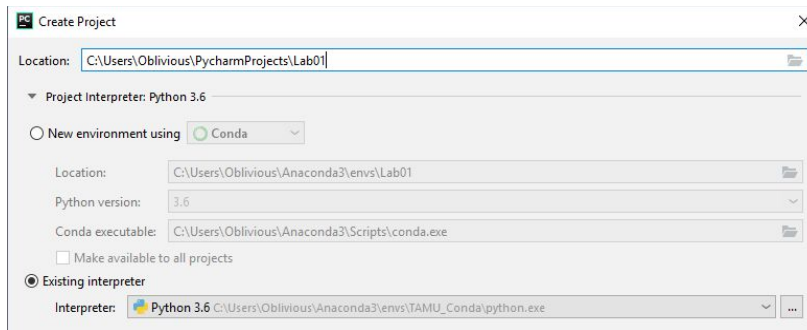 Create Project
Location: C:\Users\Oblivious\PycharmProjects\Lab01
Project Interpreter: Python 3.6
New environment using Conda
Location: C:\Users\Oblivious\Anaconda3\envs\Lab01
Python version: 3.6
Conda executable: C:\Users\Oblivious\Anaconda3\Scripts\conda.exe
Make available to all projects
Existing interpreter
Interpreter: Python 3.6 C:\Users\Oblivious\Anaconda3\envs\TAMU_Conda\python.exe ...